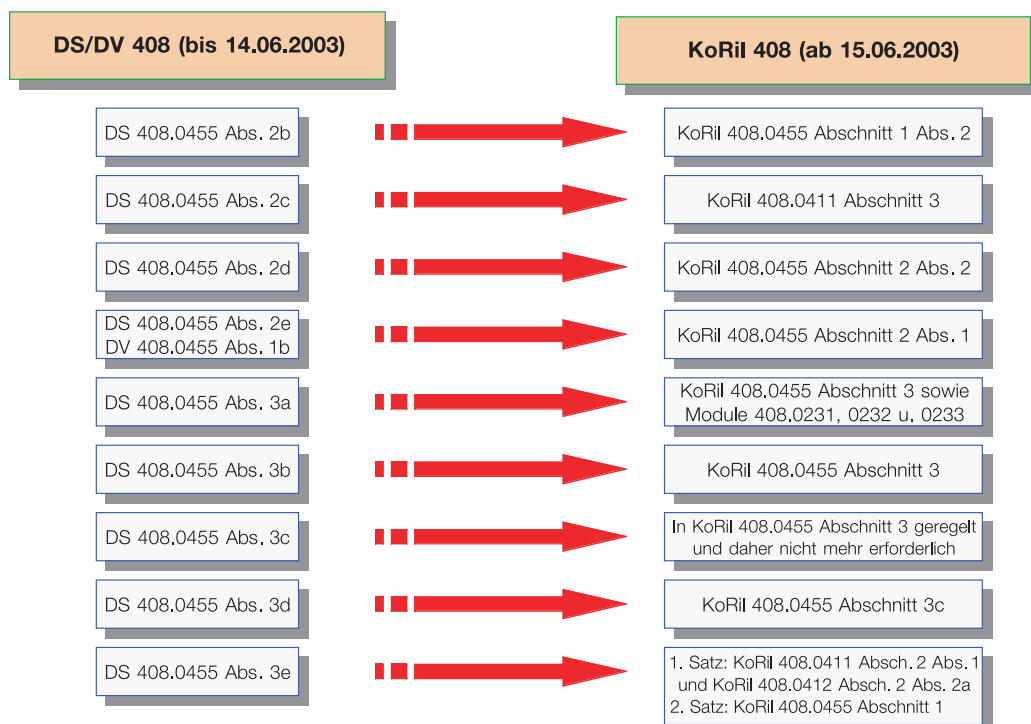 DS/DV 408 (bis 14.06.2003)
KoRil 408 (ab 15.06.2003)
DS 408.0455 Abs. 2b
KoRil 408.0455 Abschnitt 1 Abs. 2
DS 408.0455 Abs. 2c
KoRil 408.0411 Abschnitt 3
DS 408.0455 Abs. 2d
KoRil 408.0455 Abschnitt 2 Abs. 2
DS 408.0455 Abs. 2e
DV 408.0455 Abs. 1b
KoRil 408.0455 Abschnitt 2 Abs. 1
DS 408.0455 Abs. 3a
KoRil 408.0455 Abschnitt 3 sowie
Module 408.0231, 0232 u. 0233
DS 408.0455 Abs. 3b
KoRil 408.0455 Abschnitt 3
DS 408.0455 Abs. 3c
In KoRil 408.0455 Abschnitt 3 geregelt
und daher nicht mehr erforderlich
DS 408.0455 Abs. 3d
KoRil 408.0455 Abschnitt 3c
DS 408.0455 Abs. 3e
1. Satz: KoRil 408.0411 Absch. 2 Abs. 1
und KoRil 408.0412 Absch. 2 Abs. 2a
2. Satz: KoRil 408.0455 Abschnitt 1